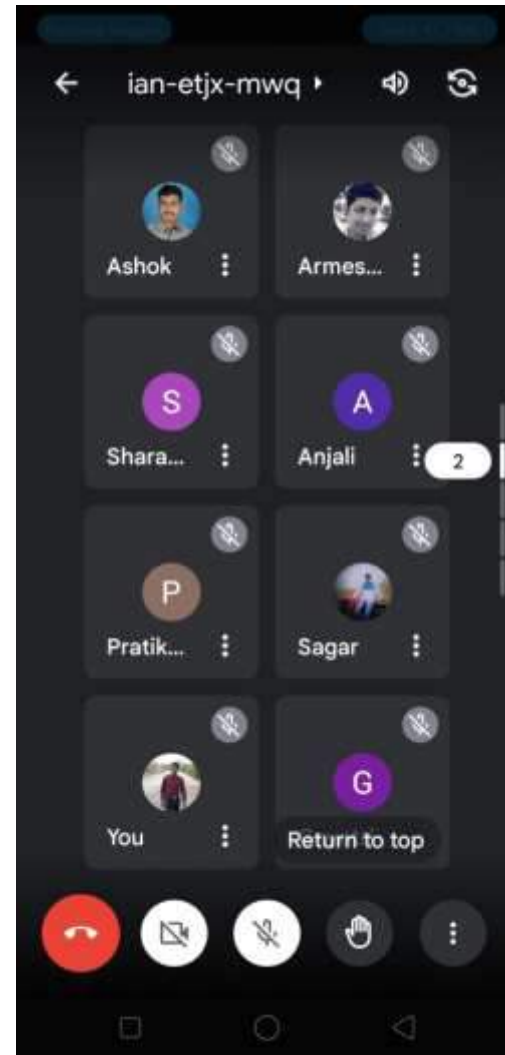 ian-etjx-mwq
Ashok
Armes...
S
A
Shara...
Anjali
2
P
Pratik...
Sagar
G
You
Return to top